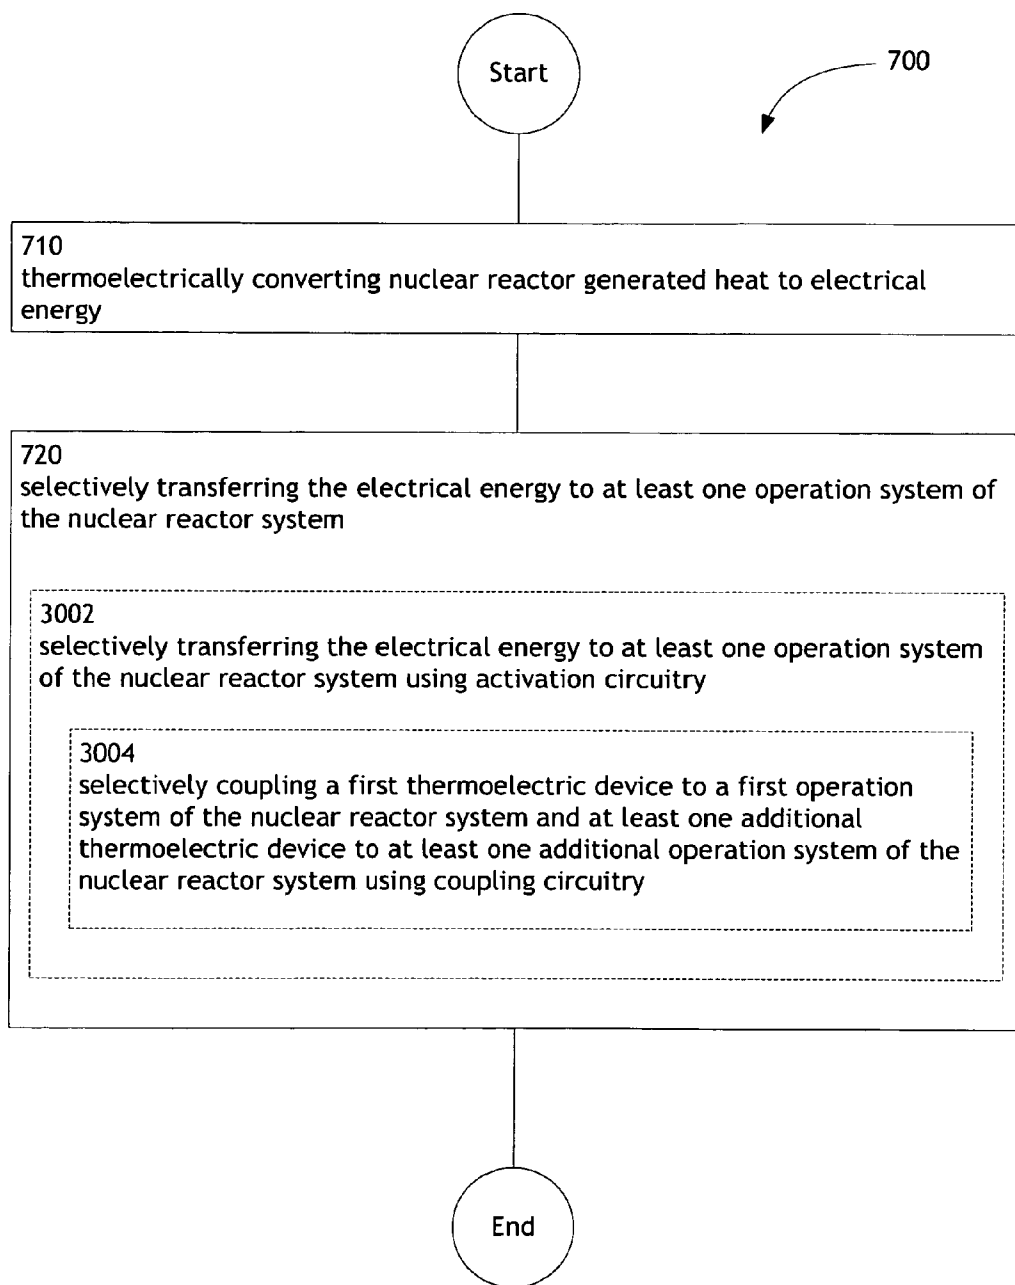 Start
700
710
thermoelectrically converting nuclear reactor generated heat to electrical
energy
720
selectively transferring the electrical energy to at least one operation system of
the nuclear reactor system
3002
selectively transferring the electrical energy to at least one operation system
of the nuclear reactor system using activation circuitry
3004
selectively coupling a first thermoelectric device to a first operation
system of the nuclear reactor system and at least one additional
thermoelectric device to at least one additional operation system of the
nuclear reactor system using coupling circuitry
End